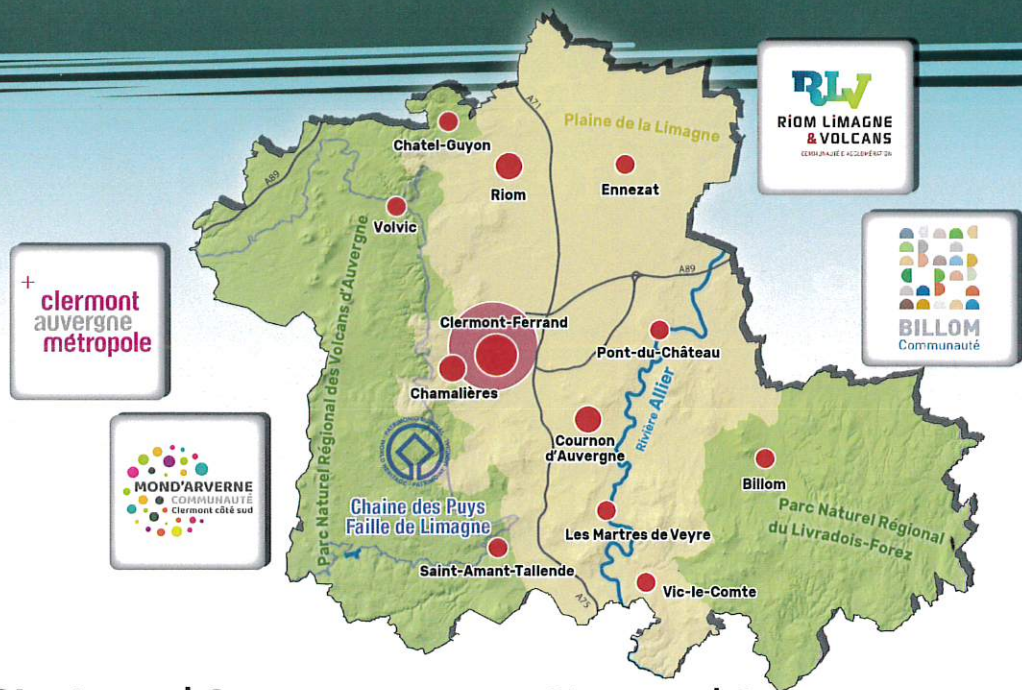 A71
Plaine de la Limagne
RLV
RIOM LIMAGNE
& VOLCANS
COMMUNAUTÉ D'AGGLOMÉRATION
Chatel-Guyon
Riom
Ennezat
A89
Volvic
Parc Naturel Régional des Volcans d'Auvergne
+
clermont
auvergne
métropole
A89
BILLOM
Communauté
Clermont-Ferrand
Pont-du-Château
Chamalières
Rivière Allier
Cournon
d'Auvergne
Billom
MOND'ARVERNE
COMMUNAUTÉ
Clermont côté sud
Chaine des Puys
Faille de Limagne
Les Martres de Veyre
Parc Naturel Régional
du Livradois-Forez
Saint-Amant-Tallende
Vic-le-Comte
A75